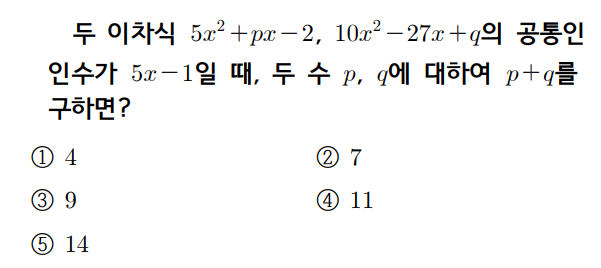 두 이차식 5x²+px-2, 10x²-27x+q의 공통인
인수가 5x-1일 때, 두 수 p, q에 대하여 p+q를
구하면?
① 4 ② 7
③ 9 ④ 11
⑤ 14